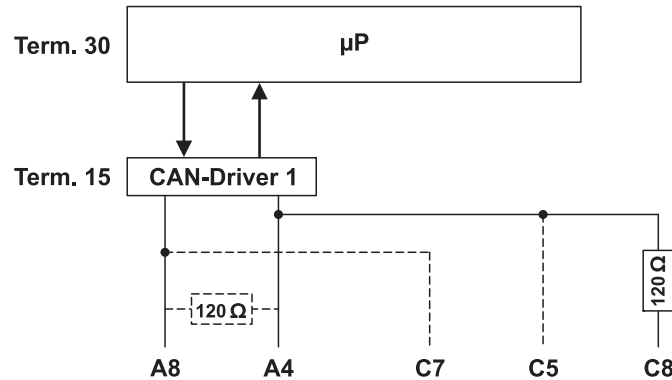 Term. 30
µP
Term. 15
CAN-Driver 1
120 Ω
120 Ω
A8
A4
C7
C5
C8